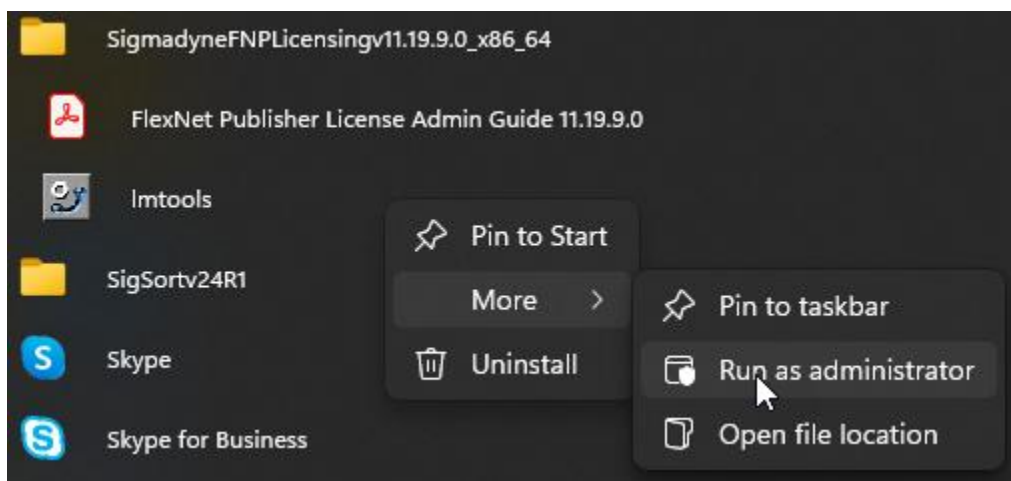 SigmadyneFNPLicensingv11.19.9.0_x86_64
FlexNet Publisher License Admin Guide 11.19.9.0
lmtools
Pin to Start
SigSortv24R1
More
Pin to taskbar
Skype
Uninstall
Run as administrator
Skype for Business
Open file location